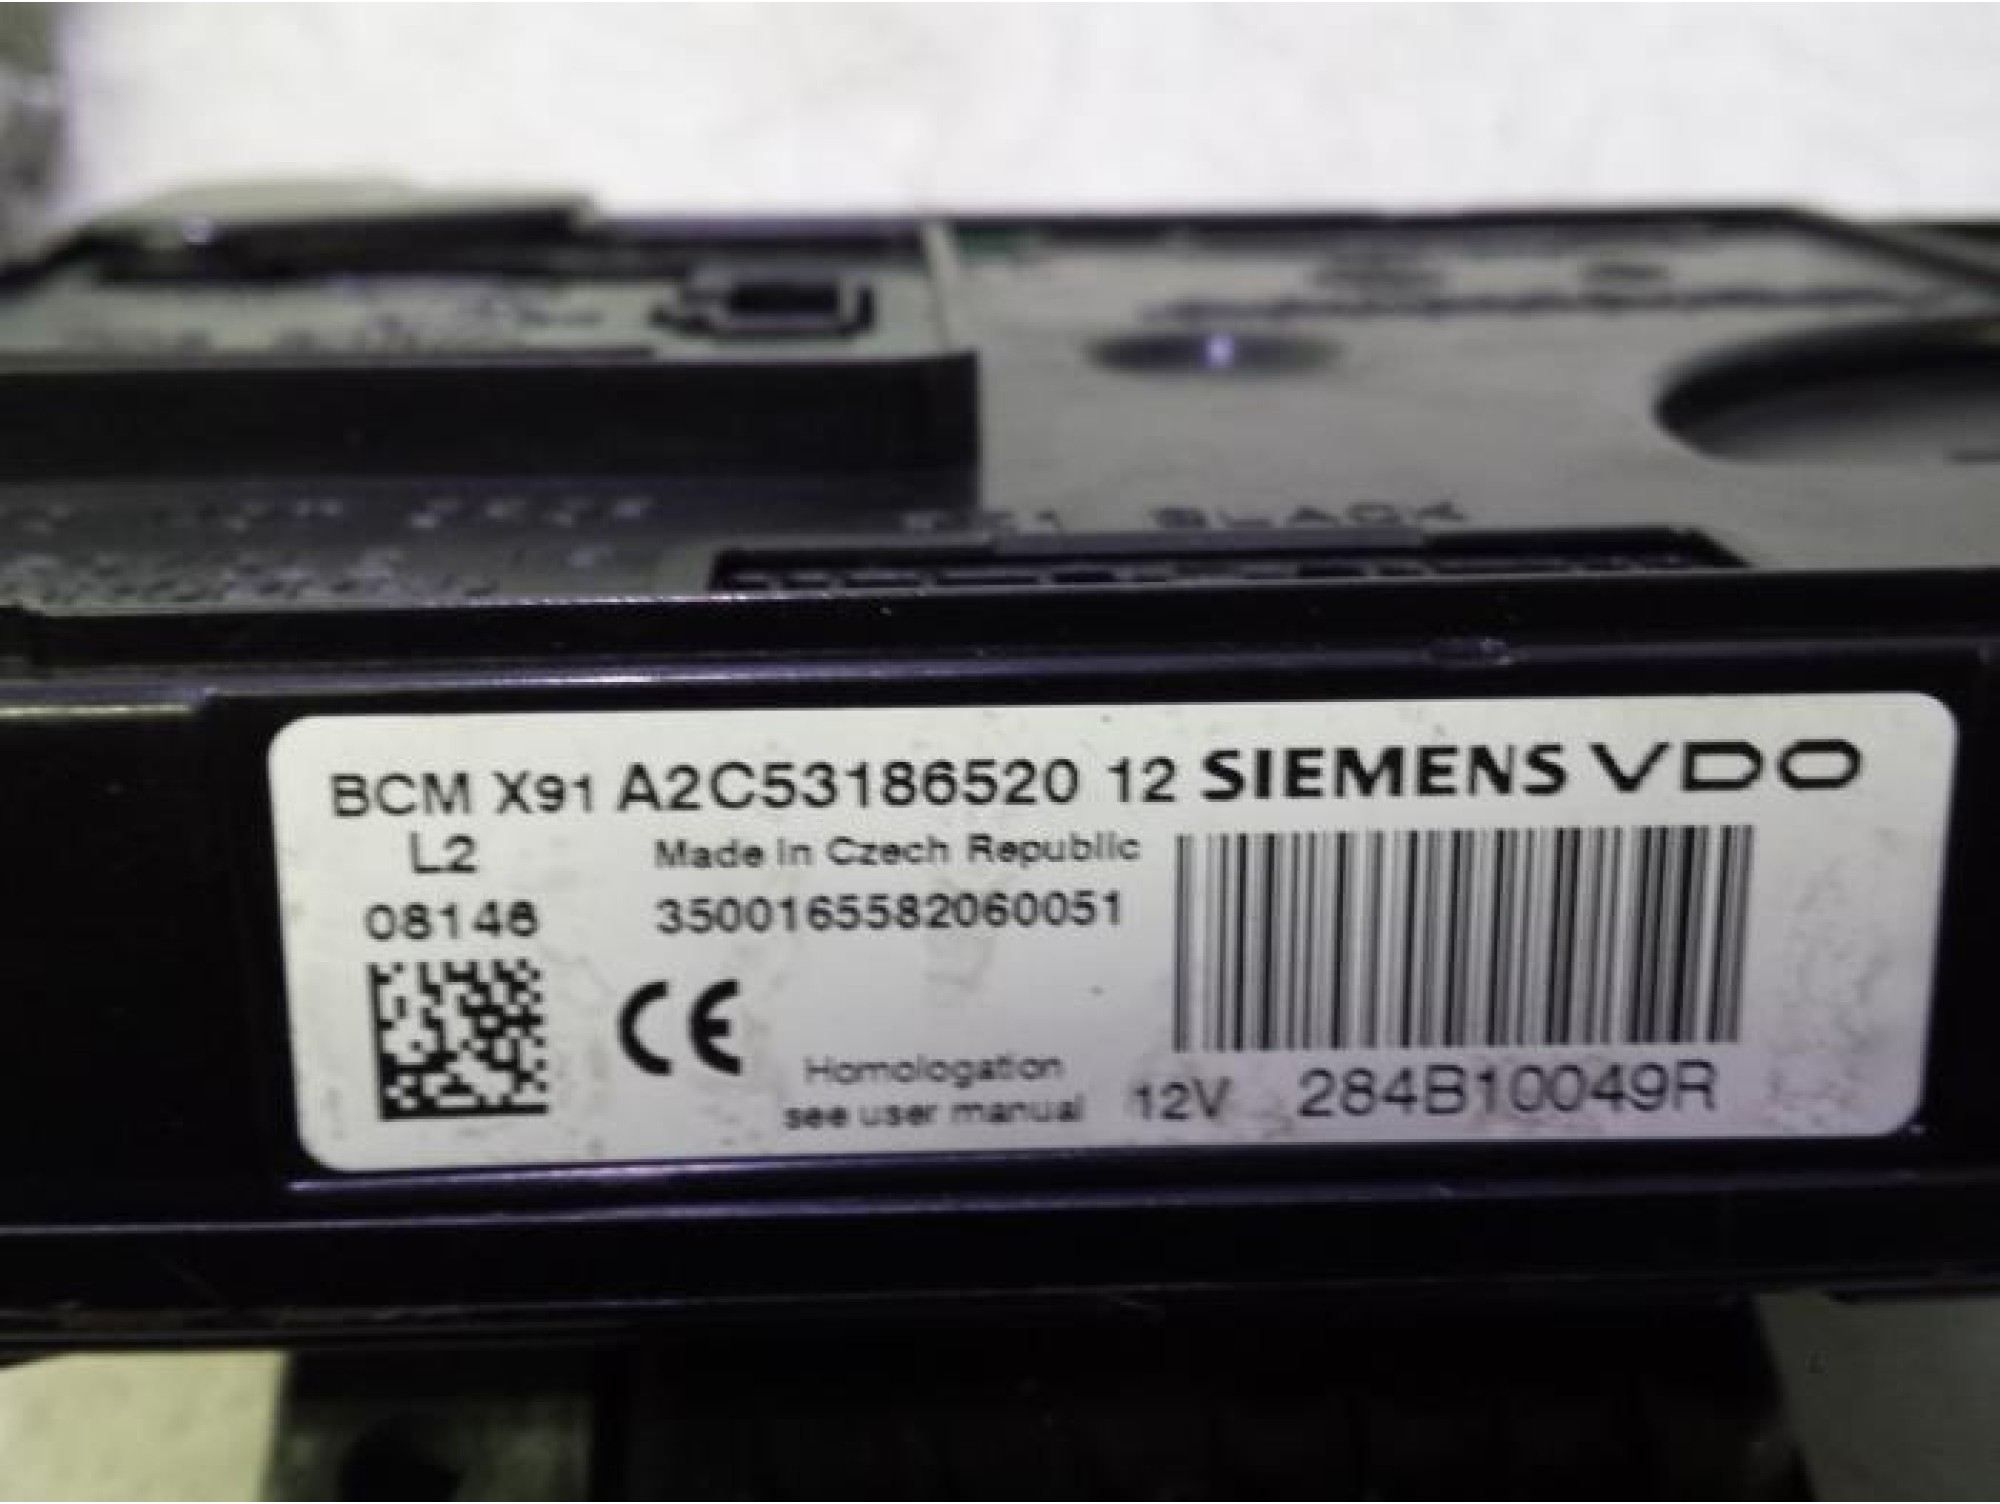 BLACK
BCM X91 A2C53186520 12 SIEMENS VDO
L2
Made in Czech Republic
08146
3500165582060051
CE
Homologation
see user manual
12V 284B10049R